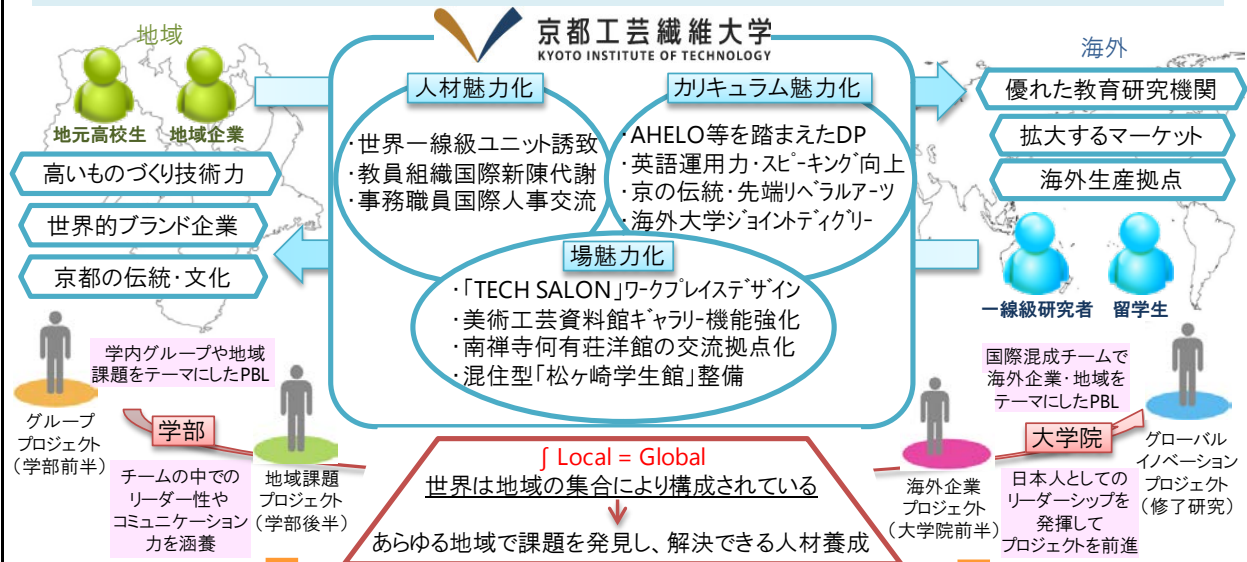 京都工芸繊維大学
KYOTO INSTITUTE OF TECHNOLOGY
地域
地元高校生
地域企業
高いものづくり技術力
世界的ブランド企業
京都の伝統・文化
人材魅力化
・世界一線級ユニット誘致
・教員組織国際新陳代謝
・事務職員国際人事交流
カリキュラム魅力化
・AHELO等を踏まえたDP
・英語運用力・スピーキング向上
・京の伝統・先端リベラルアーツ
・海外大学ジョイントディグリー
場魅力化
・「TECH SALON」ワークプレイスデザイン
・美術工芸資料館ギャラリー機能強化
・南禅寺何有荘洋館の交流拠点化
・混住型「松ヶ崎学生館」整備
海外
優れた教育研究機関
拡大するマーケット
海外生産拠点
一線級研究者
留学生
学内グループや地域
課題をテーマにしたPBL
グループ
プロジェクト
(学部前半)
学部
チームの中での
リーダー性や
コミュニケーション
力を涵養
地域課題
プロジェクト
(学部後半)
∫ Local = Global
世界は地域の集合により構成されている
あらゆる地域で課題を発見し、解決できる人材養成
国際混成チームで
海外企業・地域を
テーマにしたPBL
海外企業
プロジェクト
(大学院前半)
大学院
日本人としての
リーダーシップを
発揮して
プロジェクトを前進
グローバル
イノベーション
プロジェクト
(修了研究)